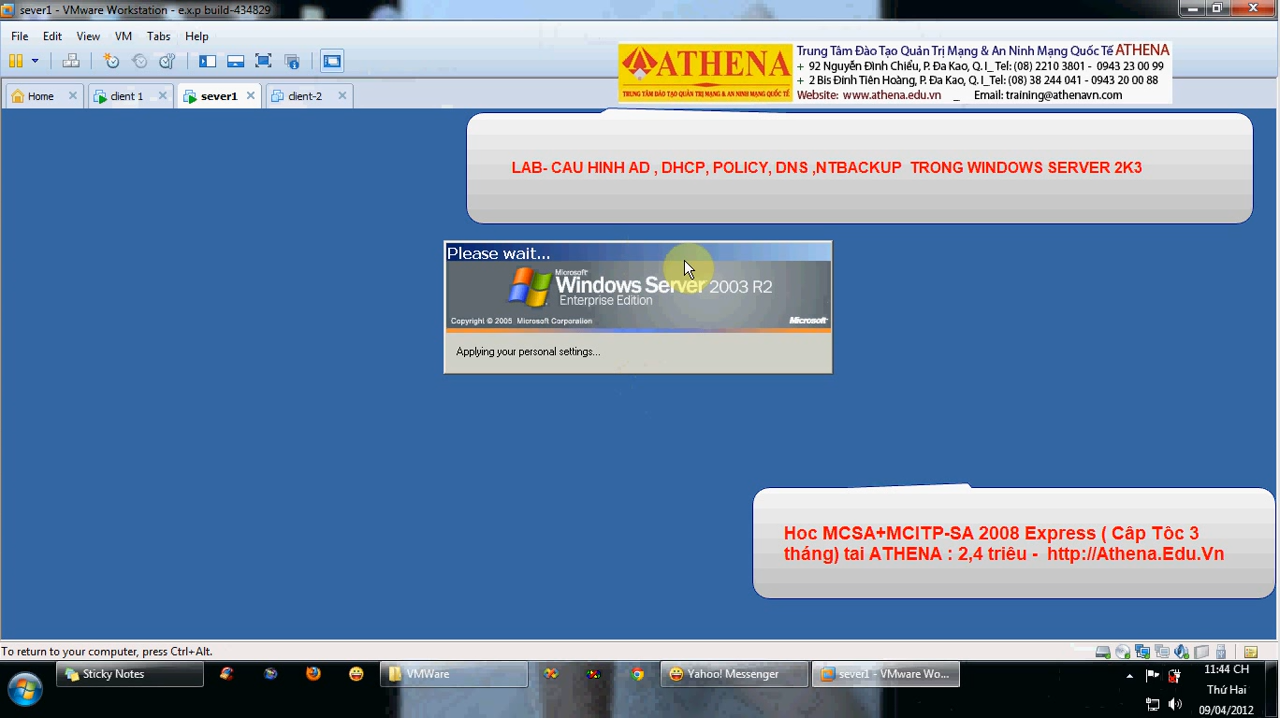 sever1 - VMware Workstation - e.x.p build-434829
File Edit View VM Tabs Help
ATHENA
TRUNG TÂM ĐÀO TẠO QUẢN TRỊ MẠNG & AN NINH MẠNG QUỐC TẾ
Trung Tâm Đào Tạo Quản Trị Mạng & An Ninh Mạng Quốc Tế ATHENA
+ 92 Nguyễn Đình Chiểu, P. Đa Kao, Q. I_ Tel: (08) 2210 3801 - 0943 23 00 99
+ 2 Bis Đinh Tiên Hoàng, P. Đa Kao, Q. I_ Tel: (08) 38 244 041 - 0943 20 00 88
Website: www.athena.edu.vn _ Email: training@athenavn.com
Home client 1 sever1 client-2
LAB- CAU HINH AD , DHCP, POLICY, DNS ,NTBACKUP TRONG WINDOWS SERVER 2K3
Please wait...
Microsoft
Windows Server 2003 R2
Enterprise Edition
Copyright © 2005 Microsoft Corporation Microsoft
Applying your personal settings...
Hoc MCSA+MCITP-SA 2008 Express ( Câp Tôc 3
tháng) tai ATHENA : 2,4 triêu - http://Athena.Edu.Vn
To return to your computer, press Ctrl+Alt.
Sticky Notes VMWare Yahoo! Messenger sever1 - VMware Wo...
11:44 CH
Thứ Hai
09/04/2012